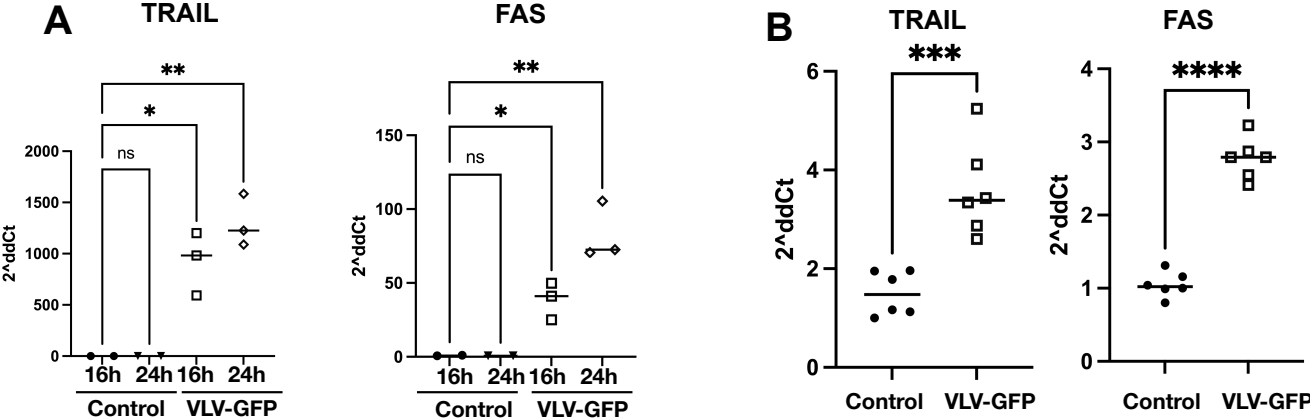 A
TRAIL
**
*
ns
2^ddCt
2000
1500
1000
500
0
16h 24h 16h 24h
Control VLV-GFP
FAS
**
*
ns
2^ddCt
150
100
50
0
16h 24h 16h 24h
Control VLV-GFP
B
TRAIL
***
2^ddCt
6
4
2
0
Control VLV-GFP
FAS
****
2^ddCt
4
3
2
1
0
Control VLV-GFP